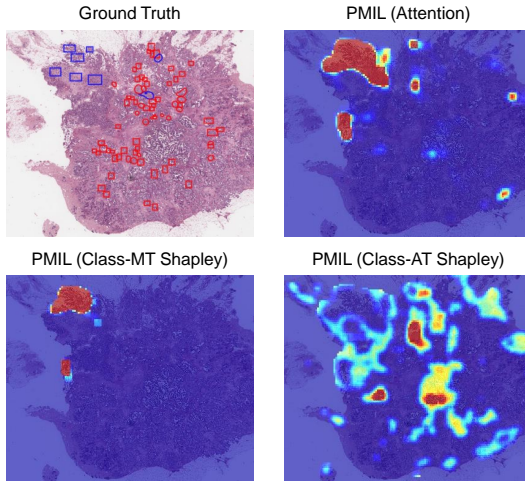 Ground Truth
PMIL (Attention)
PMIL (Class-MT Shapley)
PMIL (Class-AT Shapley)